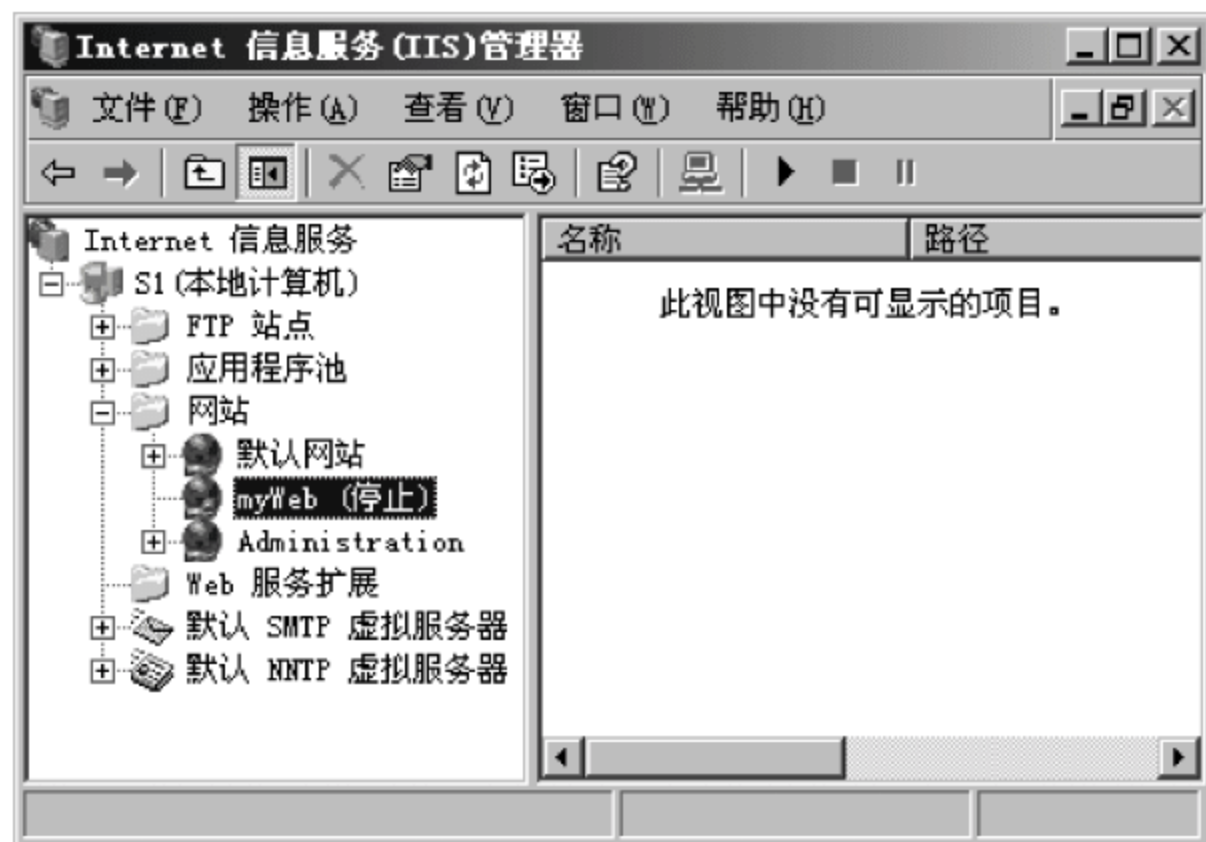 Internet 信息服务(IIS)管理器
文件(F) 操作(A) 查看(V) 窗口(W) 帮助(H)
Internet 信息服务
名称 路径
S1(本地计算机)
此视图中没有可显示的项目。
FTP 站点
应用程序池
网站
默认网站
myWeb (停止)
Administration
Web 服务扩展
默认 SMTP 虚拟服务器
默认 NNTP 虚拟服务器